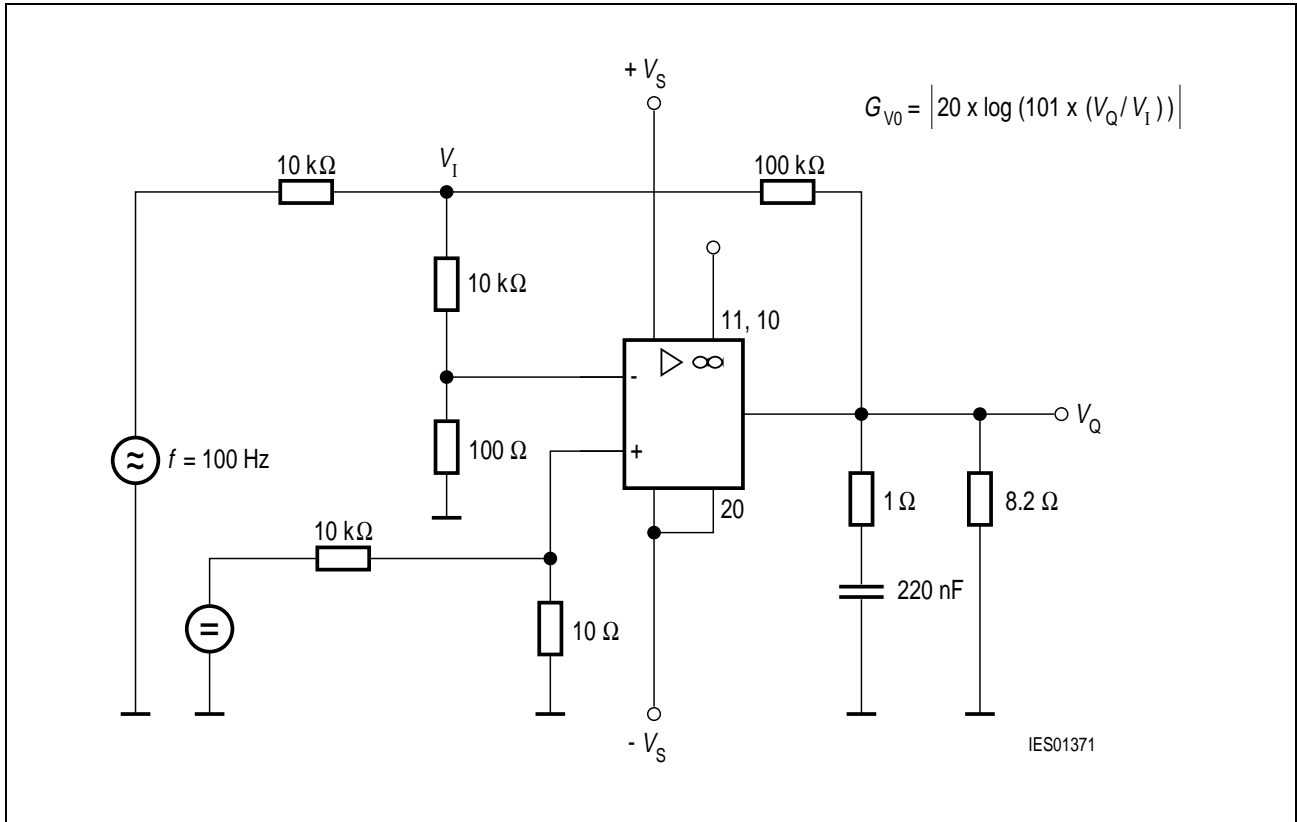 + V_S
G_V0 = |20 x log (101 x (V_Q / V_I ))|
10 kΩ
V_I
100 kΩ
10 kΩ
11, 10
▷ ∞
-
V_Q
100 Ω
+
f = 100 Hz
20
1 Ω
8.2 Ω
10 kΩ
220 nF
10 Ω
- V_S
IES01371